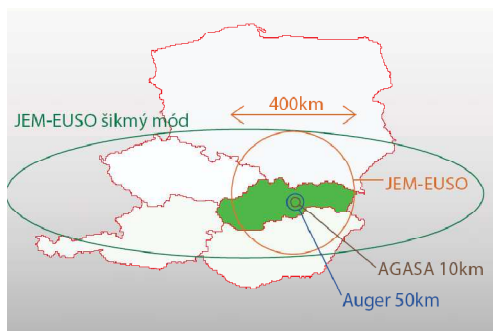 400km
JEM-EUSO šikmý mód
JEM-EUSO
AGASA 10km
Auger 50km